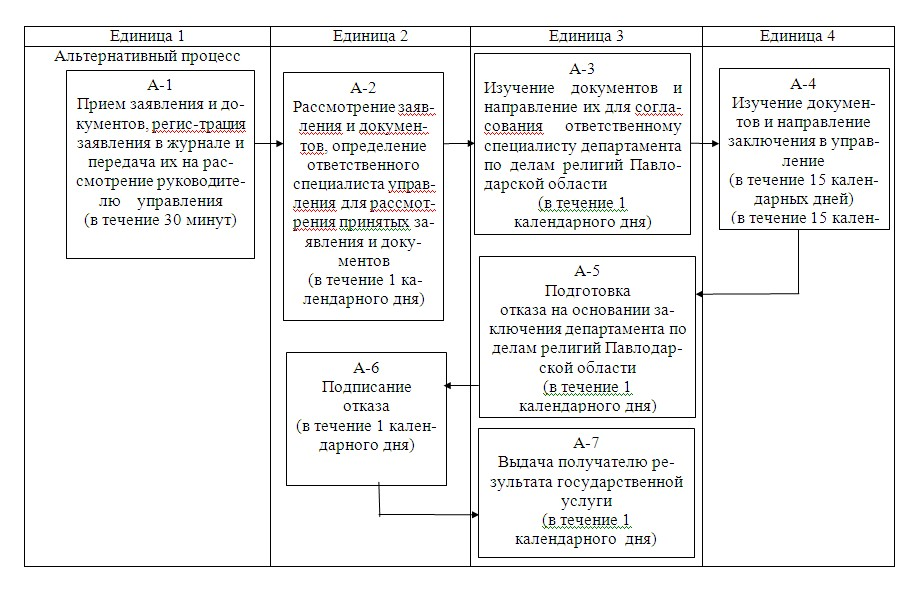 Единица 1
Единица 2
Единица 3
Единица 4
Альтернативный процесс
А-1
Прием заявления и до-
кументов, регис-трация
заявления в журнале и
передача их на рас-
смотрение руководите-
лю управления
(в течение 30 минут)
А-2
Рассмотрение заяв-
ления и докумен-
тов, определение
ответственного
специалиста управ-
ления для рассмот-
рения принятых за-
явления и доку-
ментов
(в течение 1 ка-
лендарного дня)
А-3
Изучение документов и
направление их для согла-
сования ответственному
специалисту департамента
по делам религий Павло-
дарской области
(в течение 1
календарного дня)
А-4
Изучение докумен-
тов и направление
заключения в управ-
ление
(в течение 15 кален-
дарных дней)
(в течение 15 кален-
А-5
Подготовка
отказа на основании за-
ключения департамента по
делам религий Павлодар-
ской области
(в течение 1
календарного дня)
А-6
Подписание
отказа
(в течение 1 кален-
дарного дня)
А-7
Выдача получателю ре-
зультата государственной
услуги
(в течение 1
календарного дня)